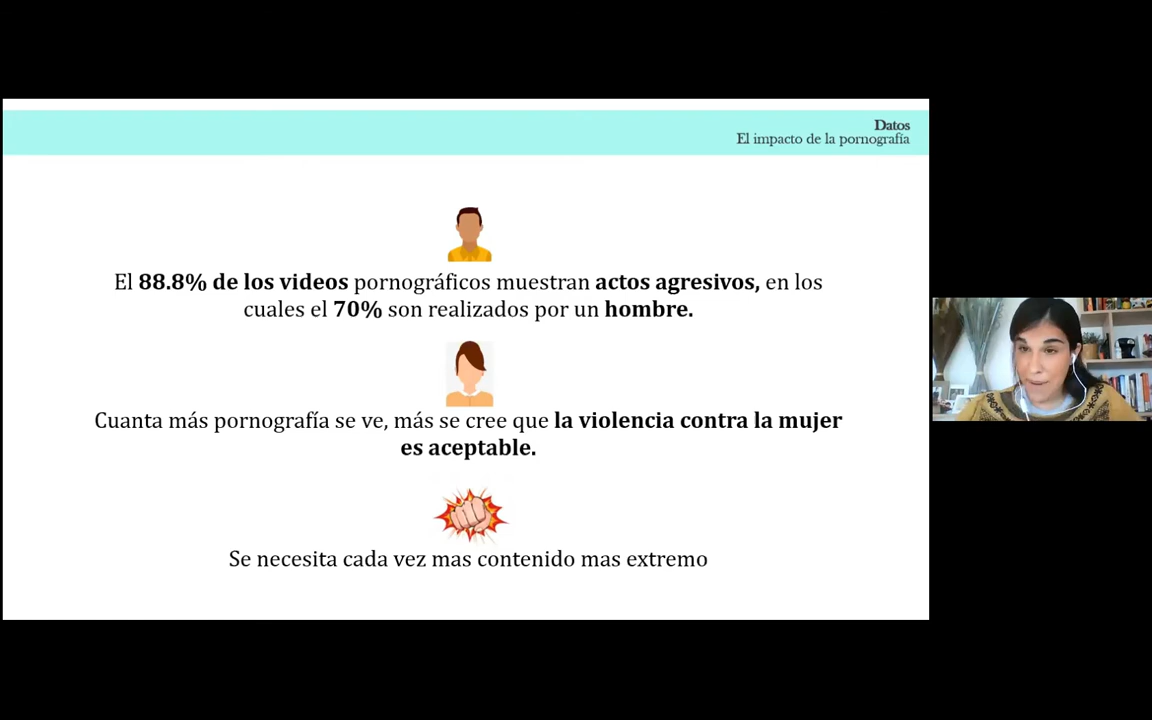 Datos
El impacto de la pornografía
El 88.8% de los videos pornográficos muestran actos agresivos, en los
cuales el 70% son realizados por un hombre.
Cuanta más pornografía se ve, más se cree que la violencia contra la mujer
es aceptable.
Se necesita cada vez mas contenido mas extremo